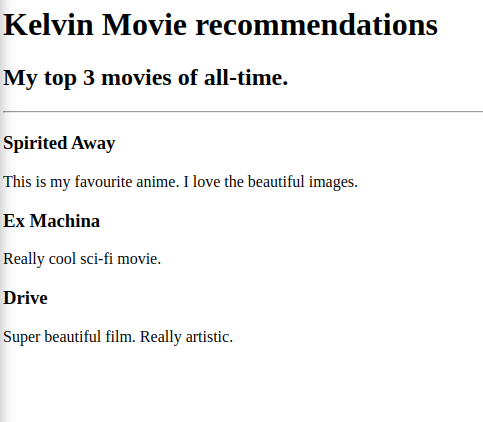 Kelvin Movie recommendations
My top 3 movies of all-time.
Spirited Away
This is my favourite anime. I love the beautiful images.
Ex Machina
Really cool sci-fi movie.
Drive
Super beautiful film. Really artistic.